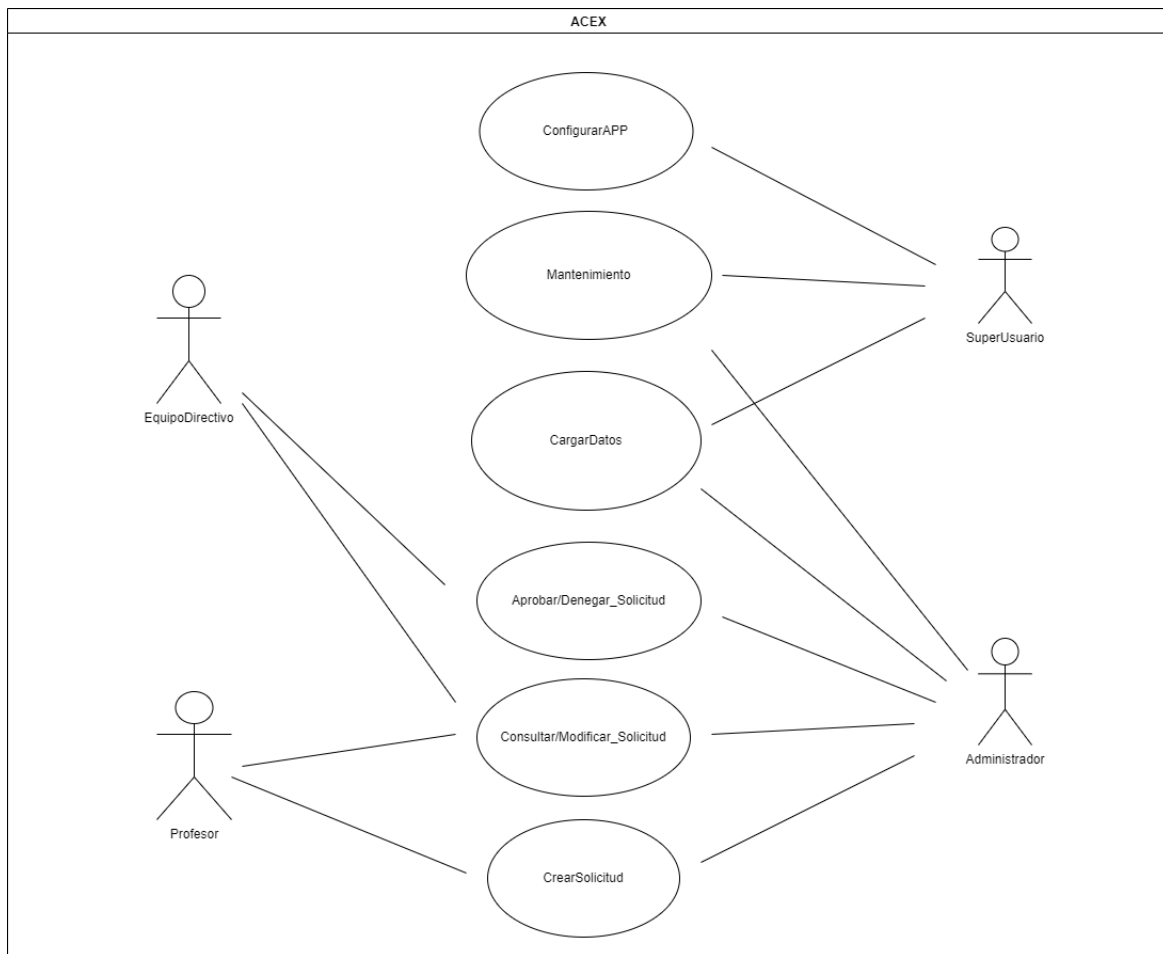 ACEX
ConfigurarAPP
Mantenimiento
SuperUsuario
EquipoDirectivo
CargarDatos
Aprobar/Denegar_Solicitud
Consultar/Modificar_Solicitud
Administrador
Profesor
CrearSolicitud